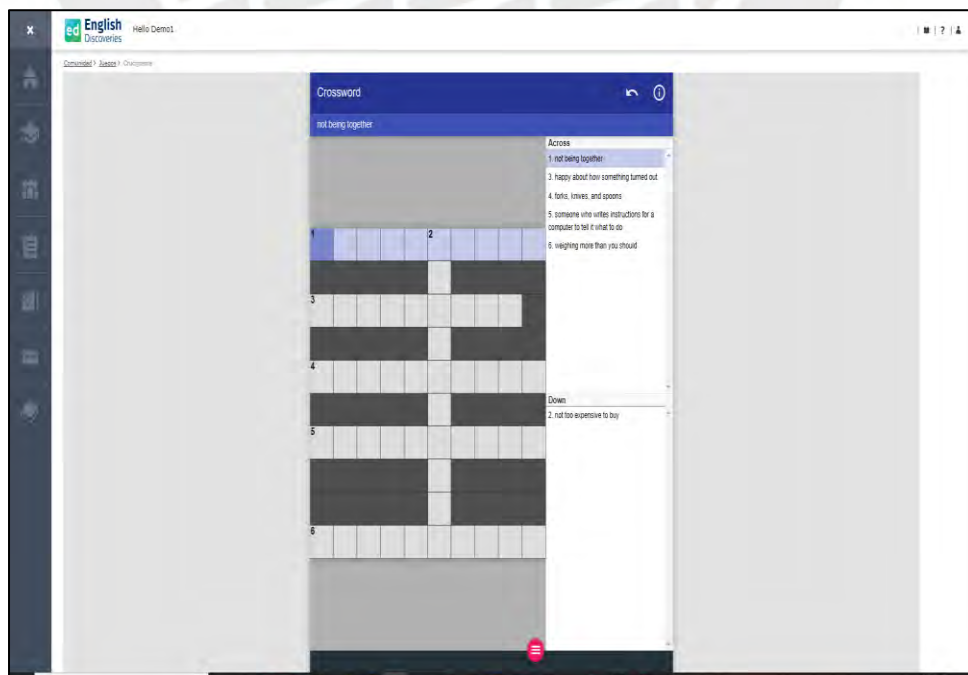 x
ed English Discoveries
Hello Demo1
| ? |
Comunidad > Juegos > Crucigrama
Crossword
not being together
Across
1. not being together
3. happy about how something turned out
4. forks, knives, and spoons
5. someone who writes instructions for a
computer to tell it what to do
6. weighing more than you should
1
2
3
4
5
6
Down
2. not too expensive to buy